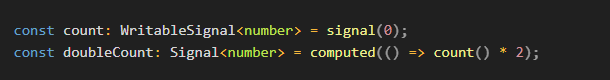 const count: WritableSignal<number> = signal(0);
const doubleCount: Signal<number> = computed(() => count() * 2);